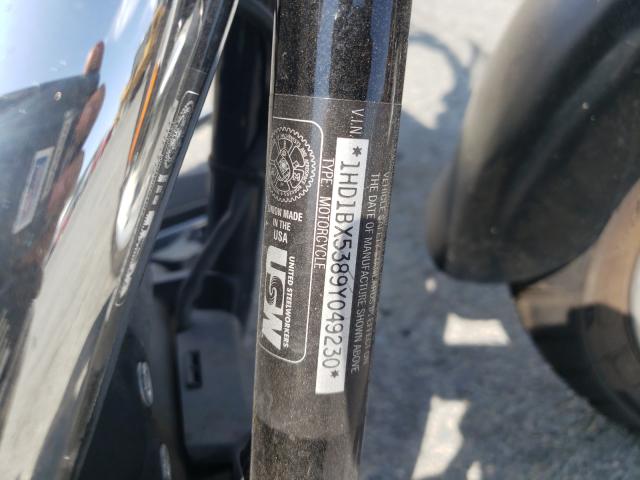 THE DATE OF MANUFACTURE SHOWN ABOVE
V.I.N.
*1HD1BX5389Y049230*
TYPE: MOTORCYCLE
UNION MADE
IN THE
USA
USW
UNITED STEELWORKERS